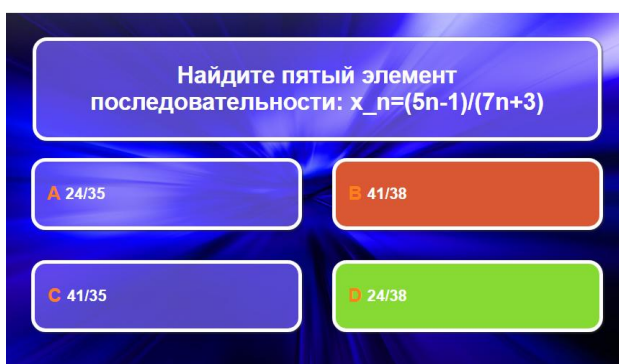 Найдите пятый элемент
последовательности: x_n=(5n-1)/(7n+3)
A 24/35
B 41/38
C 41/35
D 24/38